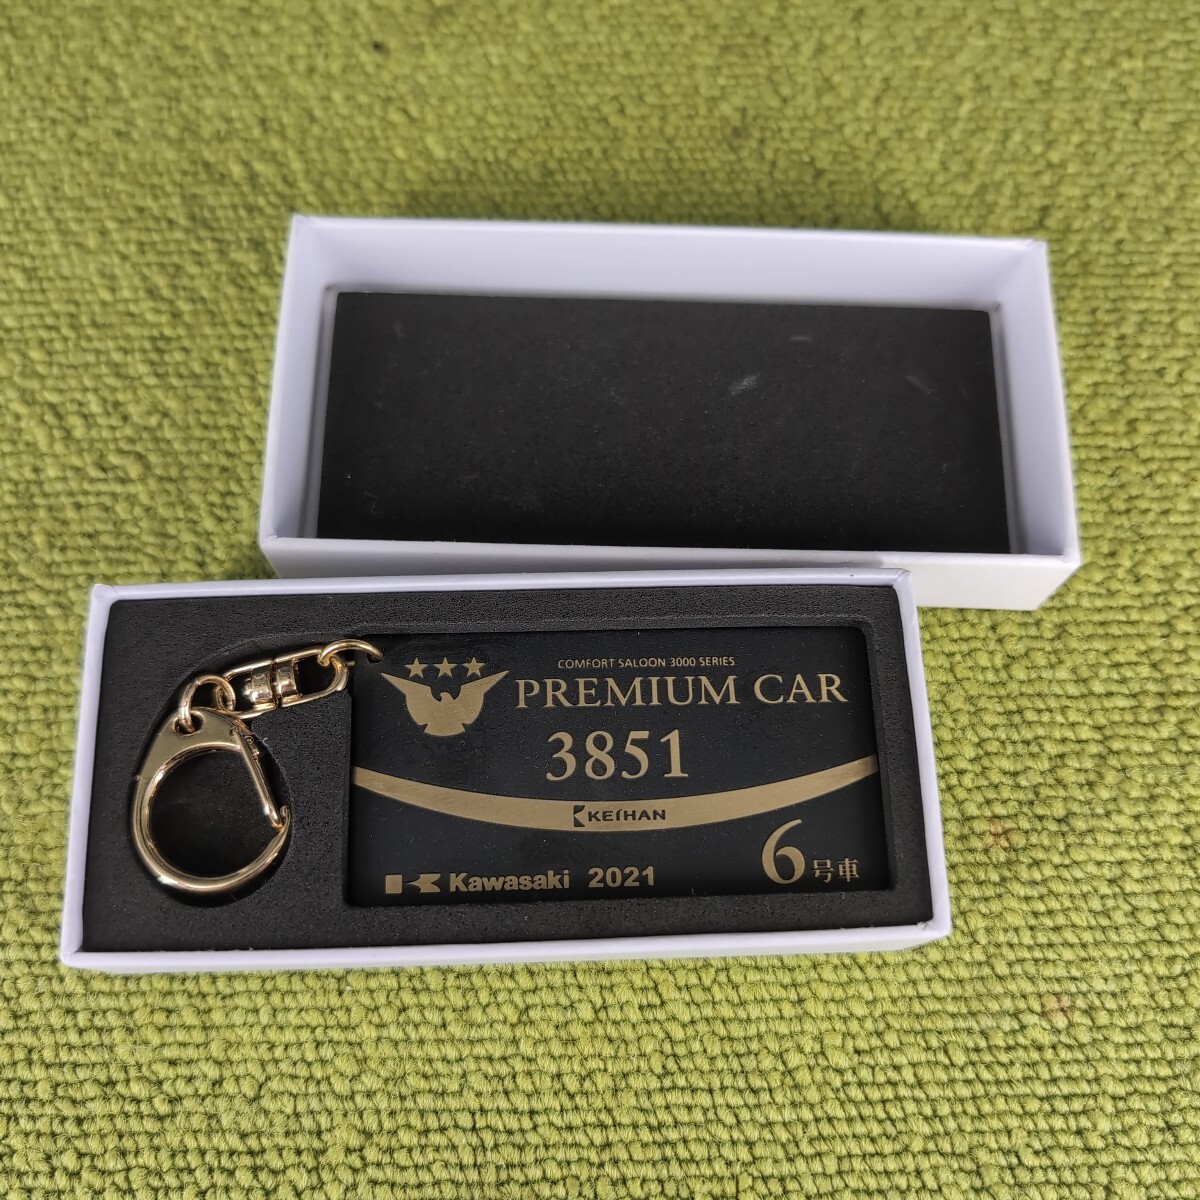 COMFORT SALOON 3000 SERIES
PREMIUM CAR
3851
KEIHAN
Kawasaki 2021
6号車